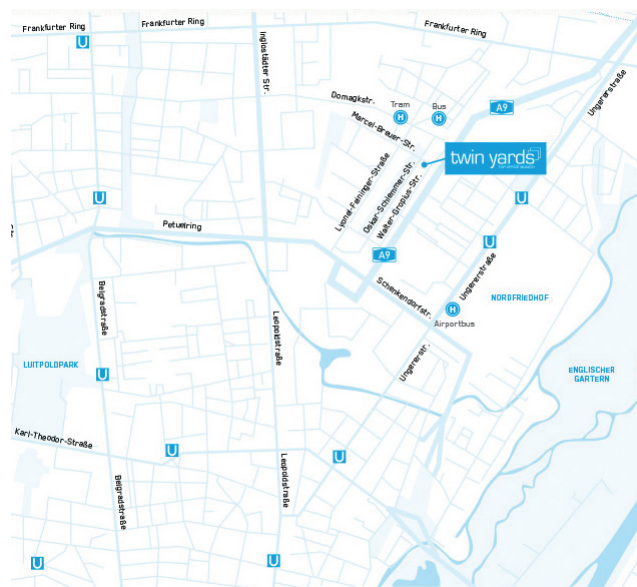 Frankfurter Ring
Frankfurter Ring
Frankfurter Ring
U
Inglostädter Str.
Ungererstraße
Domagkstr.
Tram
H
Bus
H
A9
Marcel-Breuer-Str.
twin yards
Lyonel-Feininger-Straße
Oskar-Schlemmer-Str.
Walter-Gropius-Str.
U
U
Petuelring
U
A9
Schenkendorfstr.
Ungererstraße
NORDFRIEDHOF
H
Airportbus
Belgradstraße
Leopoldstraße
Ungererstr.
LUITPOLDPARK
U
ENGLISCHER
GARTERN
Karl-Theodor-Straße
U
U
Belgradstraße
Leopoldstraße
U
U